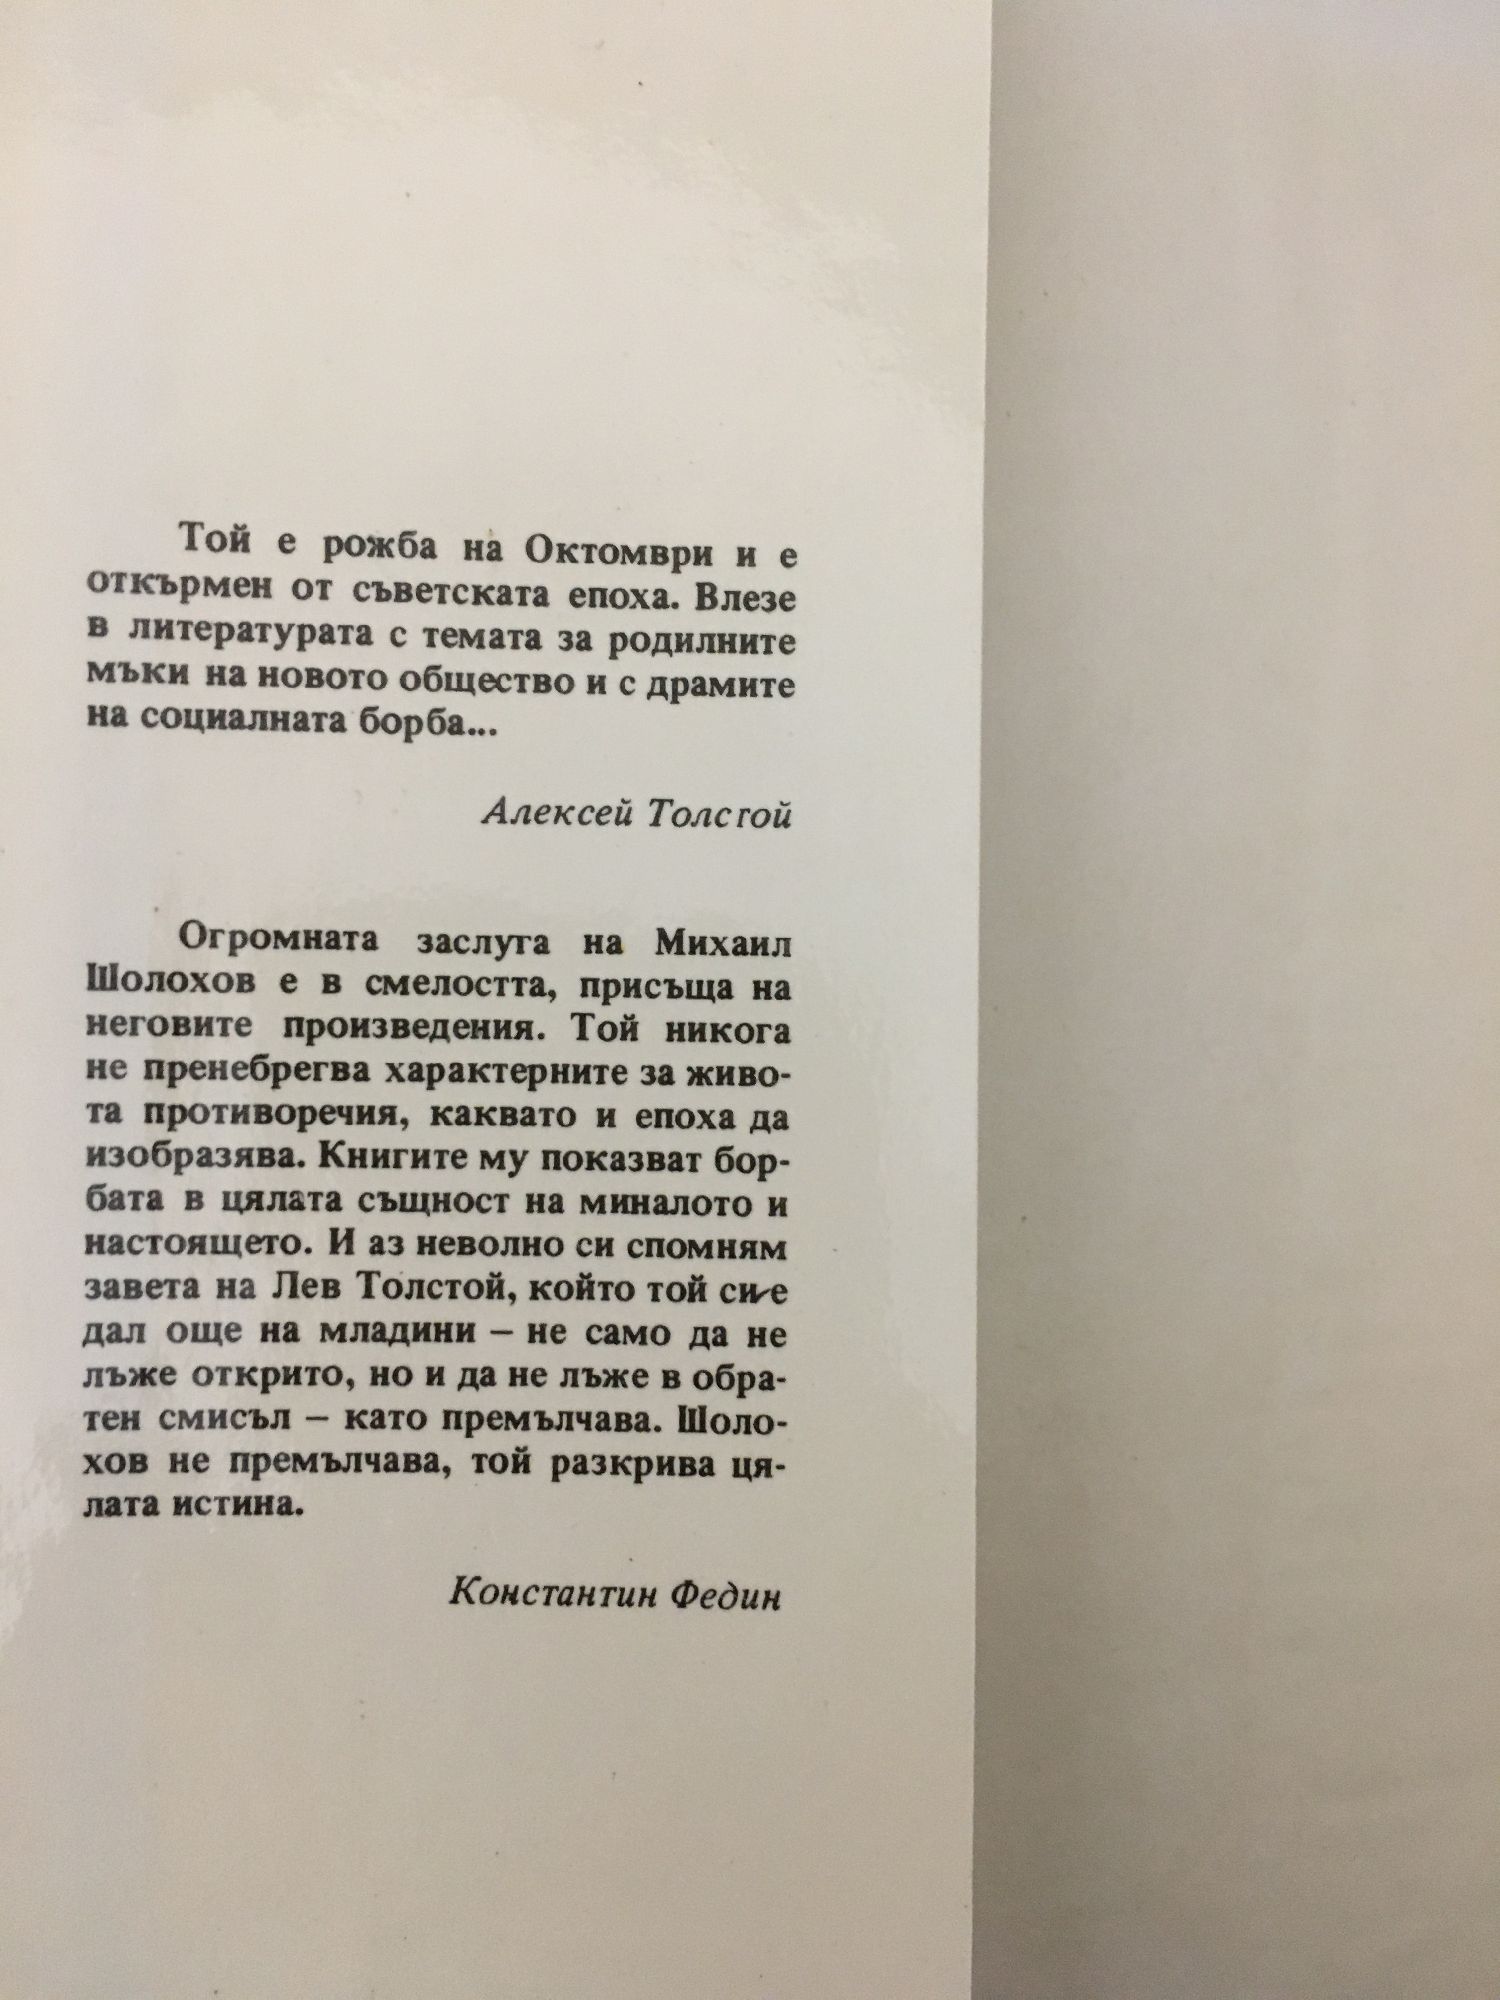 Той е рожба на Октомври и е
откърмен от съветската епоха. Влезе
в литературата с темата за родилните
мъки на новото общество и с драмите
на социалната борба...
Алексей Толстой
Огромната заслуга на Михаил
Шолохов е в смелостта, присъща на
неговите произведения. Той никога
не пренебрегва характерните за живо-
та противоречия, каквато и епоха да
изобразява. Книгите му показват бор-
бата в цялата същност на миналото и
настоящето. И аз неволно си спомням
завета на Лев Толстой, който той си е
дал още на младини – не само да не
лъже открито, но и да не лъже в обра-
тен смисъл – като премълчава. Шоло-
хов не премълчава, той разкрива ця-
лата истина.
Константин Федин